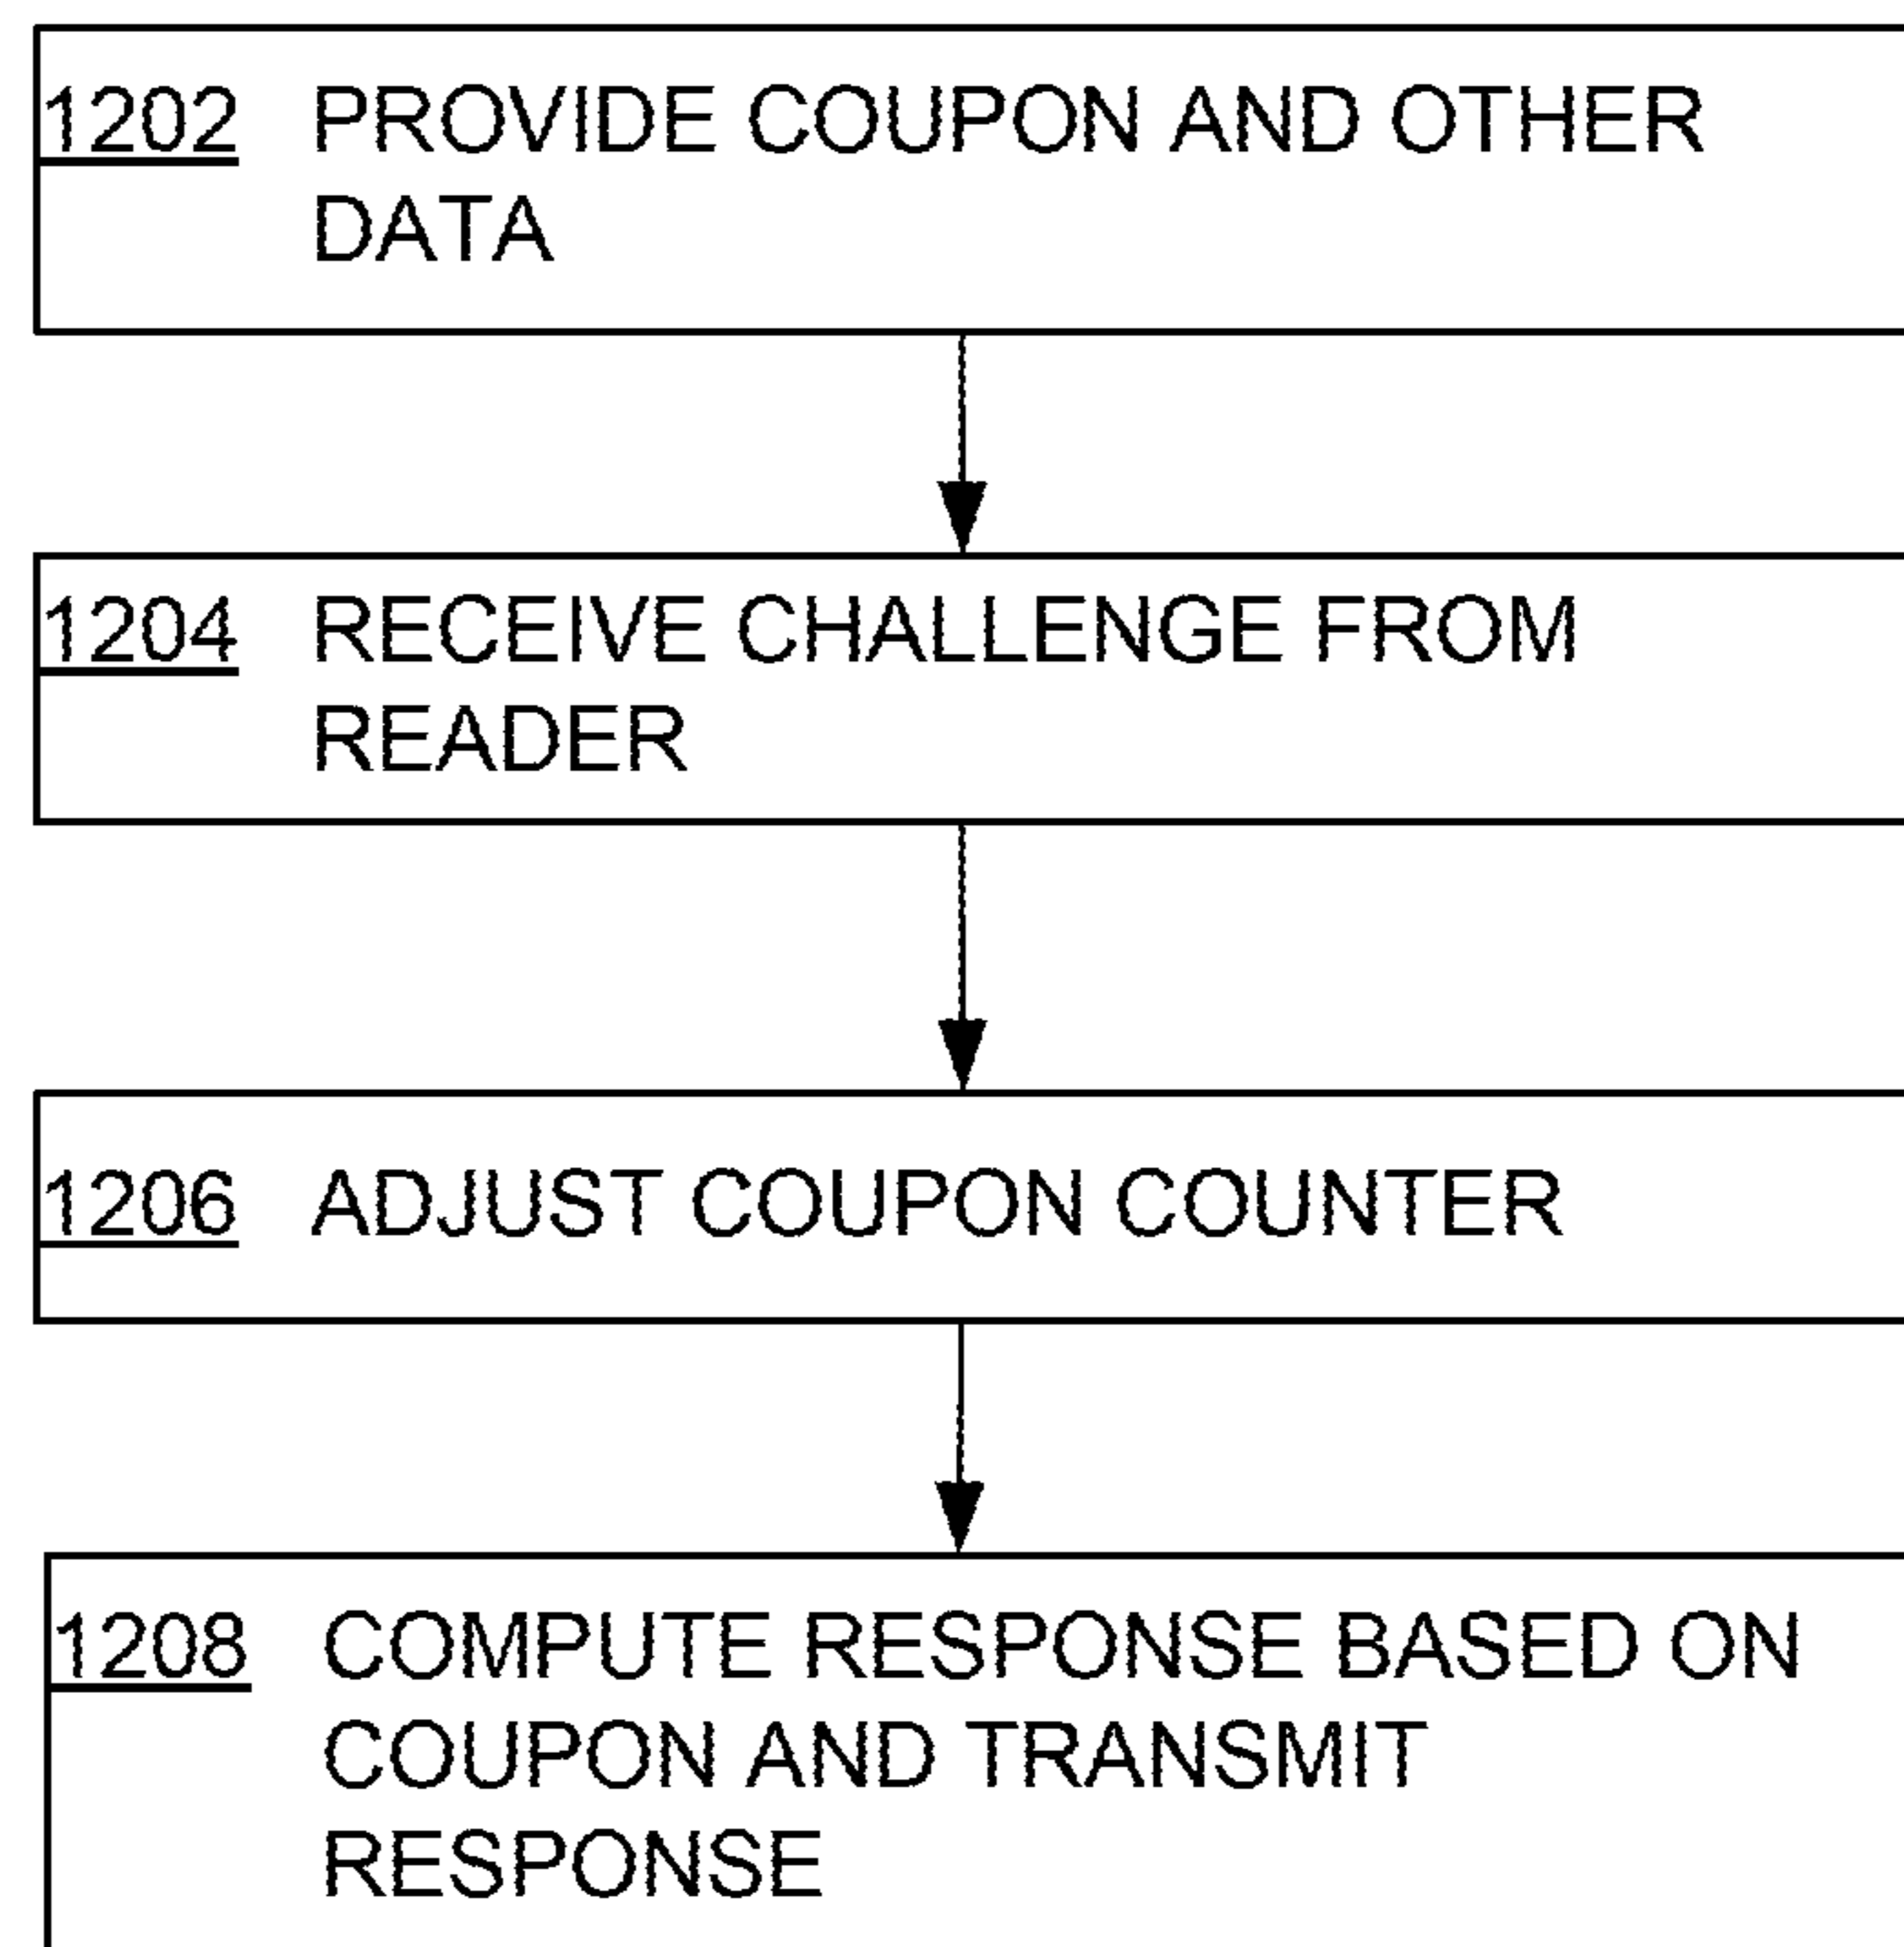 1202 PROVIDE COUPON AND OTHER
DATA
1204 RECEIVE CHALLENGE FROM
READER
1206 ADJUST COUPON COUNTER
1208 COMPUTE RESPONSE BASED ON
COUPON AND TRANSMIT
RESPONSE